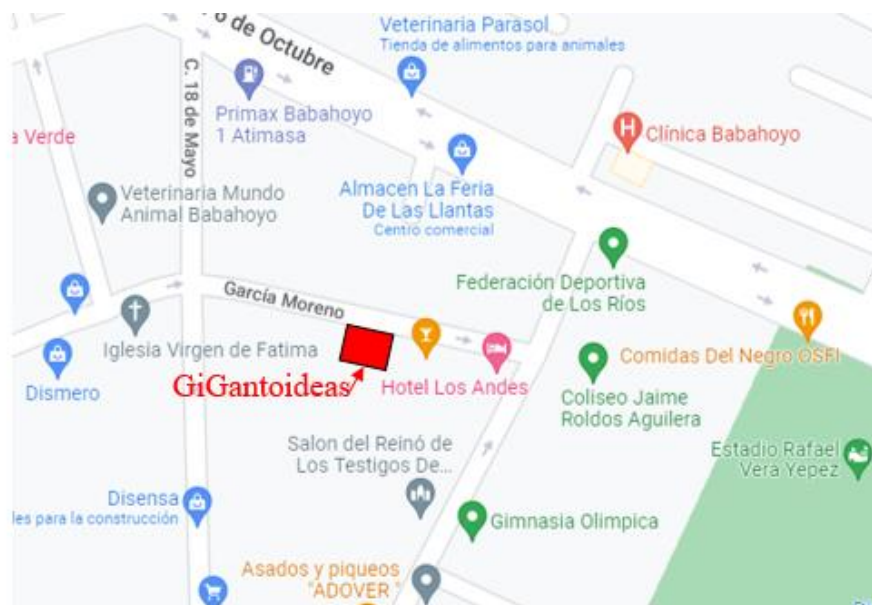 Veterinaria Parasol
Tienda de alimentos para animales
de Octubre
C. 18 de Mayo
Primax Babahoyo
1 Atimasa
H
Clínica Babahoyo
Verde
Veterinaria Mundo
Animal Babahoyo
Almacen La Feria
De Las Llantas
Centro comercial
Federación Deportiva
de Los Ríos
García Moreno
Iglesia Virgen de Fatima
Dismero
GiGantoideas
Hotel Los Andes
Comidas Del Negro OSFI
Coliseo Jaime
Roldos Aguilera
Salon del Reinó de
Los Testigos De...
Estadio Rafael
Vera Yepez
Disensa
les para la construcción
Gimnasia Olimpica
Asados y piqueos
"ADOVER "